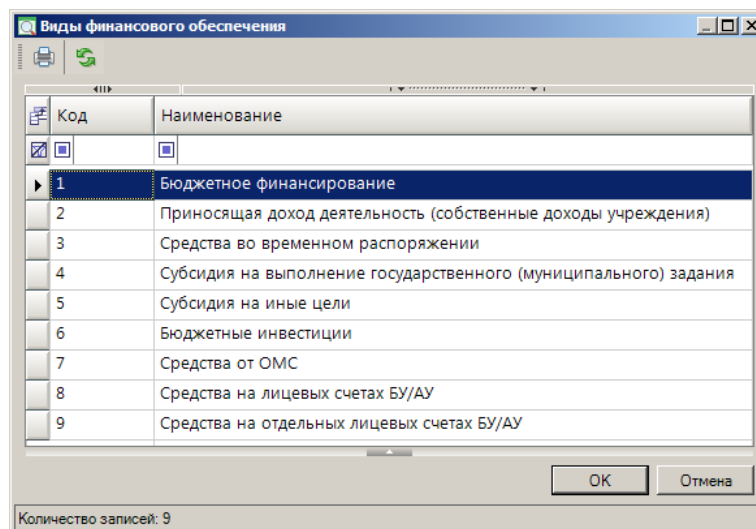 Виды финансового обеспечения
Код Наименование
1 Бюджетное финансирование
2 Приносящая доход деятельность (собственные доходы учреждения)
3 Средства во временном распоряжении
4 Субсидия на выполнение государственного (муниципального) задания
5 Субсидия на иные цели
6 Бюджетные инвестиции
7 Средства от ОМС
8 Средства на лицевых счетах БУ/АУ
9 Средства на отдельных лицевых счетах БУ/АУ
OK Отмена
Количество записей: 9